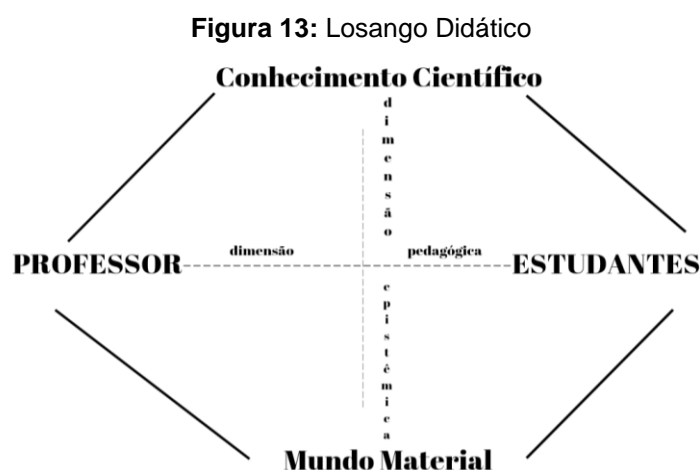 Figura 13: Losango Didático
Conhecimento Científico
dimensão
PROFESSOR
dimensão
pedagógica
ESTUDANTES
epistêmica
Mundo Material